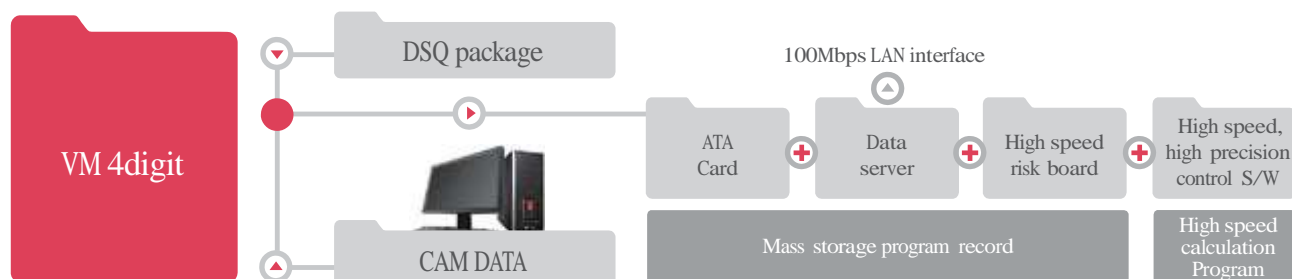 VM 4digit
DSQ package
CAM DATA
100Mbps LAN interface
ATA
Card
Data
server
High speed
risk board
High speed,
high precision
control S/W
Mass storage program record
High speed
calculation
Program